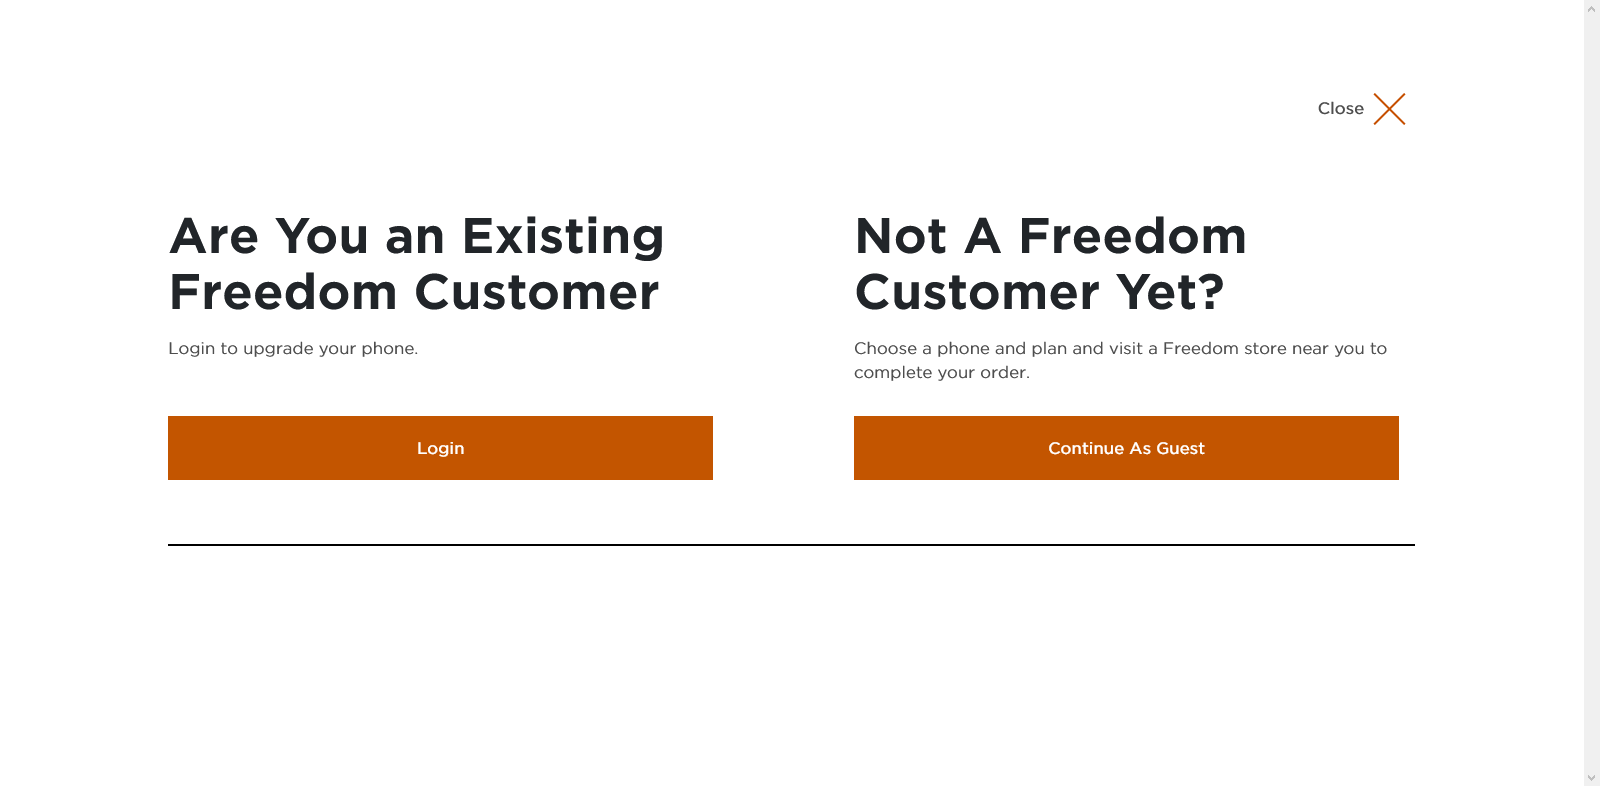 Close
Are You an Existing
Freedom Customer
Login to upgrade your phone.
Login
Not A Freedom
Customer Yet?
Choose a phone and plan and visit a Freedom store near you to
complete your order.
Continue As Guest